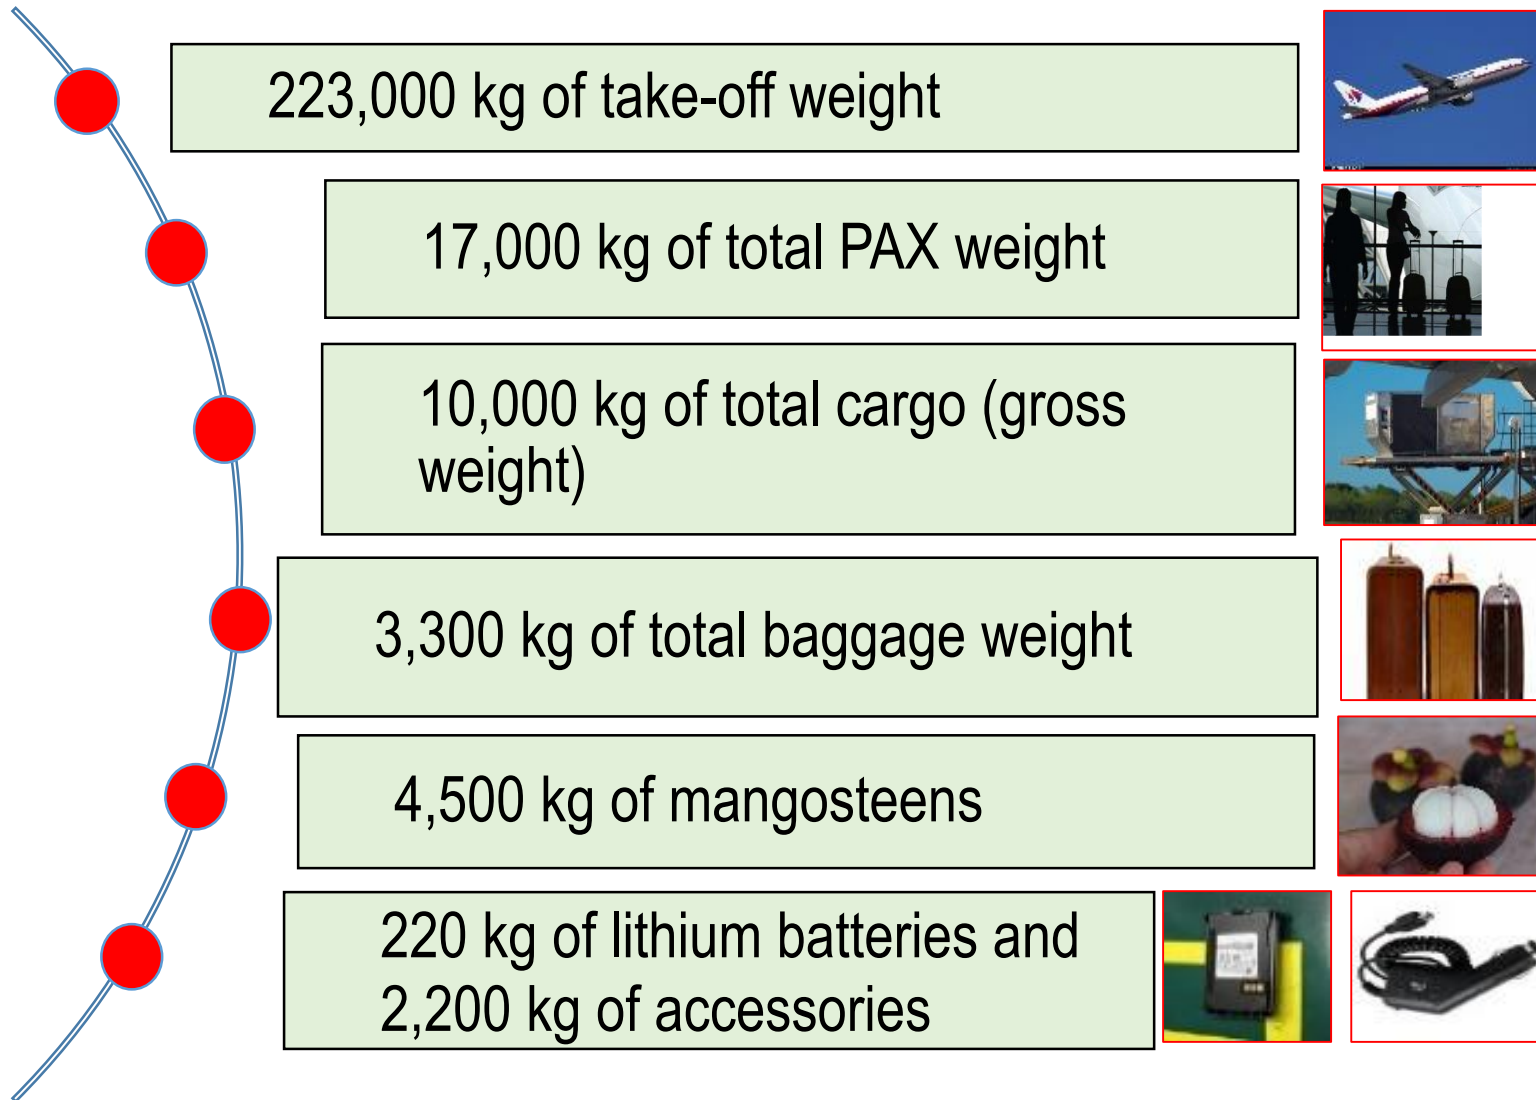 223,000 kg of take-off weight
17,000 kg of total PAX weight
10,000 kg of total cargo (gross
weight)
3,300 kg of total baggage weight
4,500 kg of mangosteens
220 kg of lithium batteries and
2,200 kg of accessories